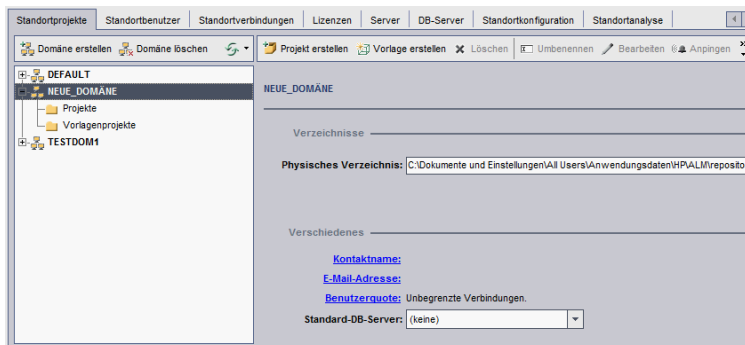 Standortprojekte Standortbenutzer Standortverbindungen Lizenzen Server DB-Server Standortkonfiguration Standortanalyse
Domäne erstellen Domäne löschen Projekt erstellen Vorlage erstellen Löschen Umbenennen Bearbeiten Anpingen
DEFAULT
NEUE_DOMÄNE
Projekte
Vorlagenprojekte
TESTDOM1
NEUE_DOMÄNE
Verzeichnisse
Physisches Verzeichnis: C:\Dokumente und Einstellungen\All Users\Anwendungsdaten\HP\ALM\reposito
Verschiedenes
Kontaktname:
E-Mail-Adresse:
Benutzerquote: Unbegrenzte Verbindungen.
Standard-DB-Server: (keine)